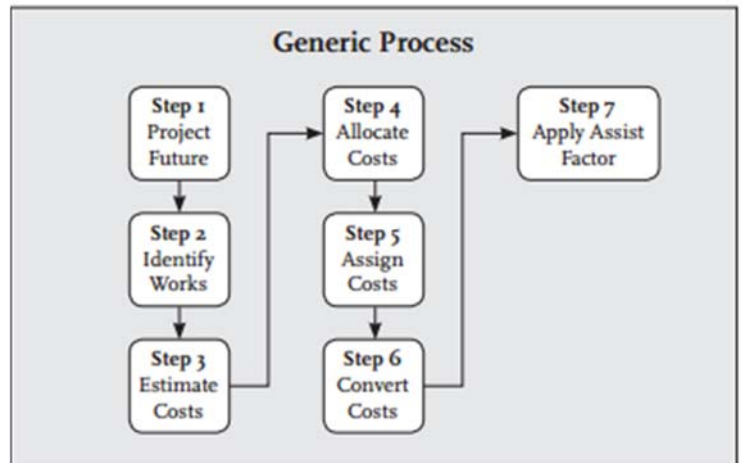 Generic Process
Step 1
Project
Future
Step 2
Identify
Works
Step 3
Estimate
Costs
Step 4
Allocate
Costs
Step 5
Assign
Costs
Step 6
Convert
Costs
Step 7
Apply Assist
Factor